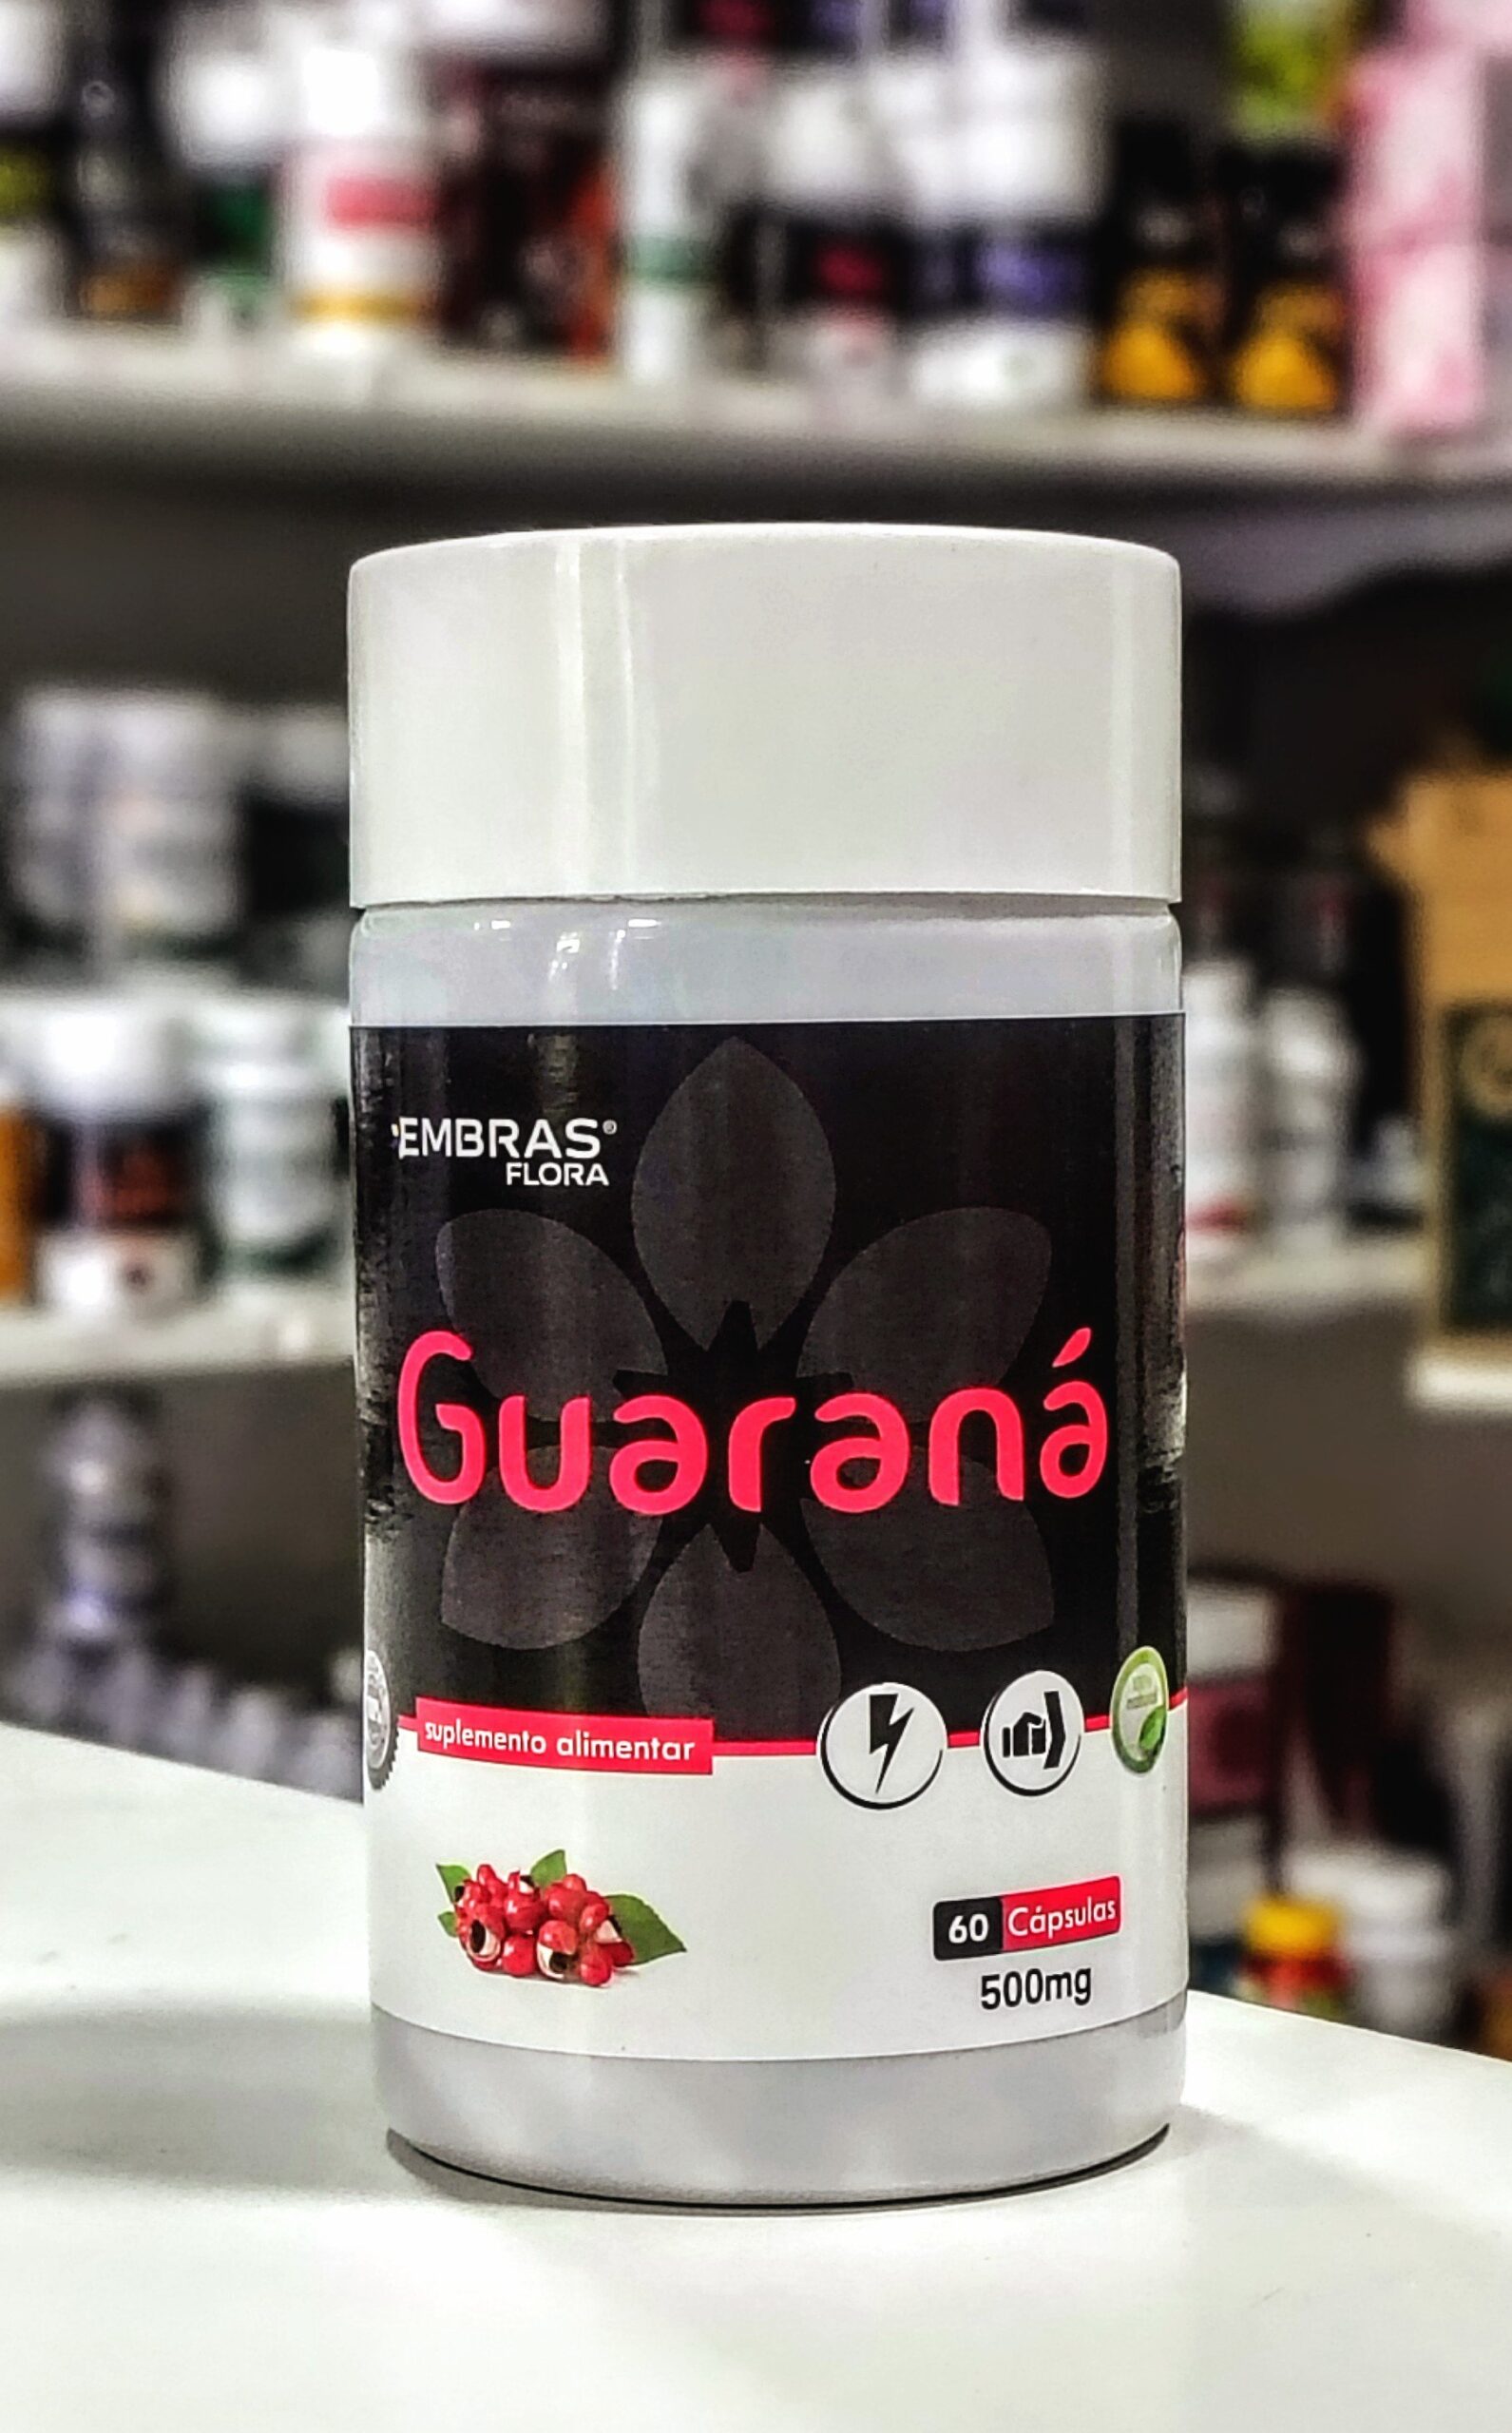 EMBRAS®
FLORA
Guaraná
suplemento alimentar
60 Cápsulas
500mg